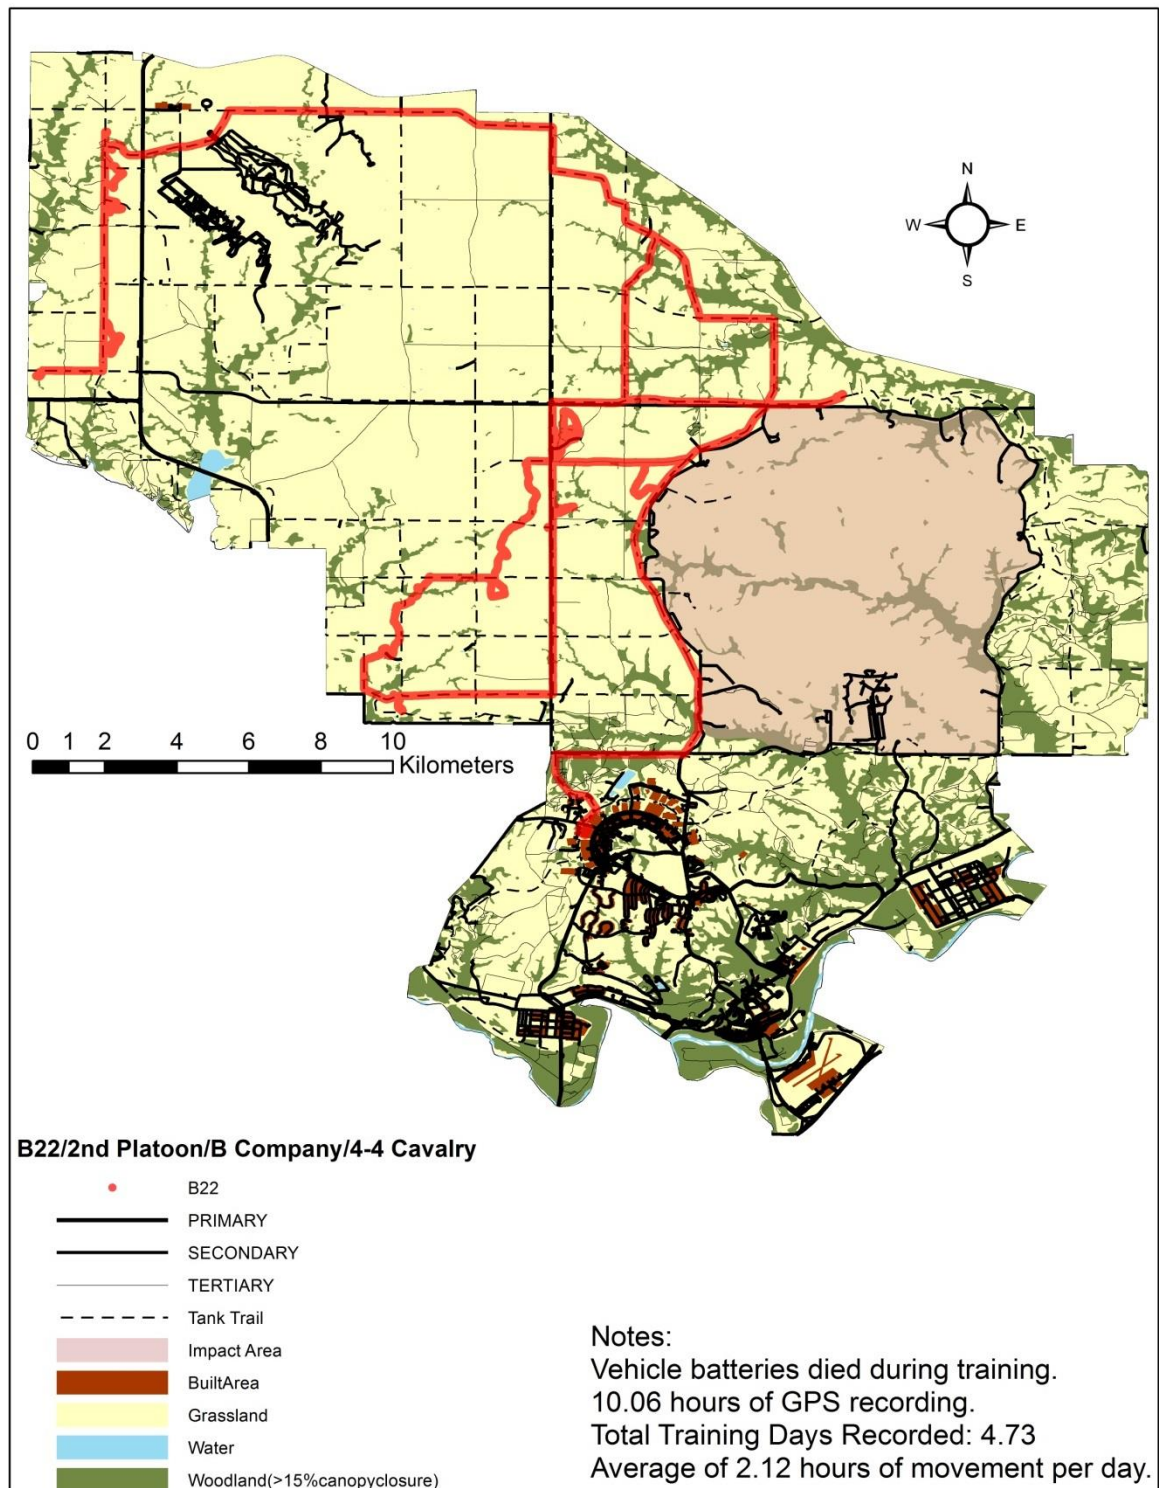 N
W E
S
0 1 2 4 6 8 10
Kilometers
B22/2nd Platoon/B Company/4-4 Cavalry
B22
PRIMARY
SECONDARY
TERTIARY
Tank Trail
Impact Area
BuiltArea
Grassland
Water
Woodland(>15%canopyclosure)
Notes:
Vehicle batteries died during training.
10.06 hours of GPS recording.
Total Training Days Recorded: 4.73
Average of 2.12 hours of movement per day.